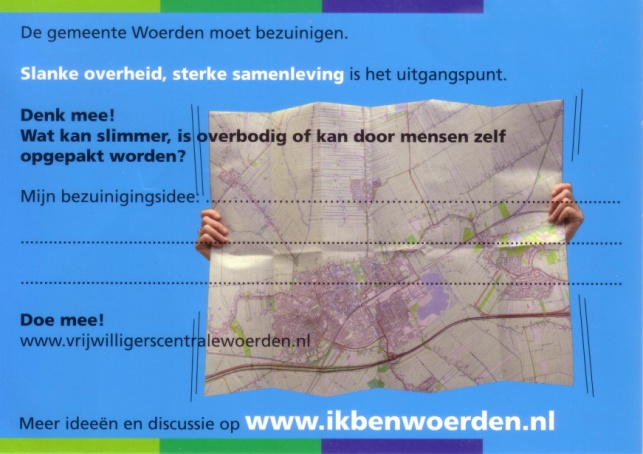 De gemeente Woerden moet bezuinigen.
Slanke overheid, sterke samenleving is het uitgangspunt.
Denk mee!
Wat kan slimmer, is overbodig of kan door mensen zelf
opgepakt worden?
Mijn bezuinigingsidee: ........................................
........................................
........................................
Doe mee!
www.vrijwilligerscentralewoerden.nl
Meer ideeën en discussie op www.ikbenwoerden.nl